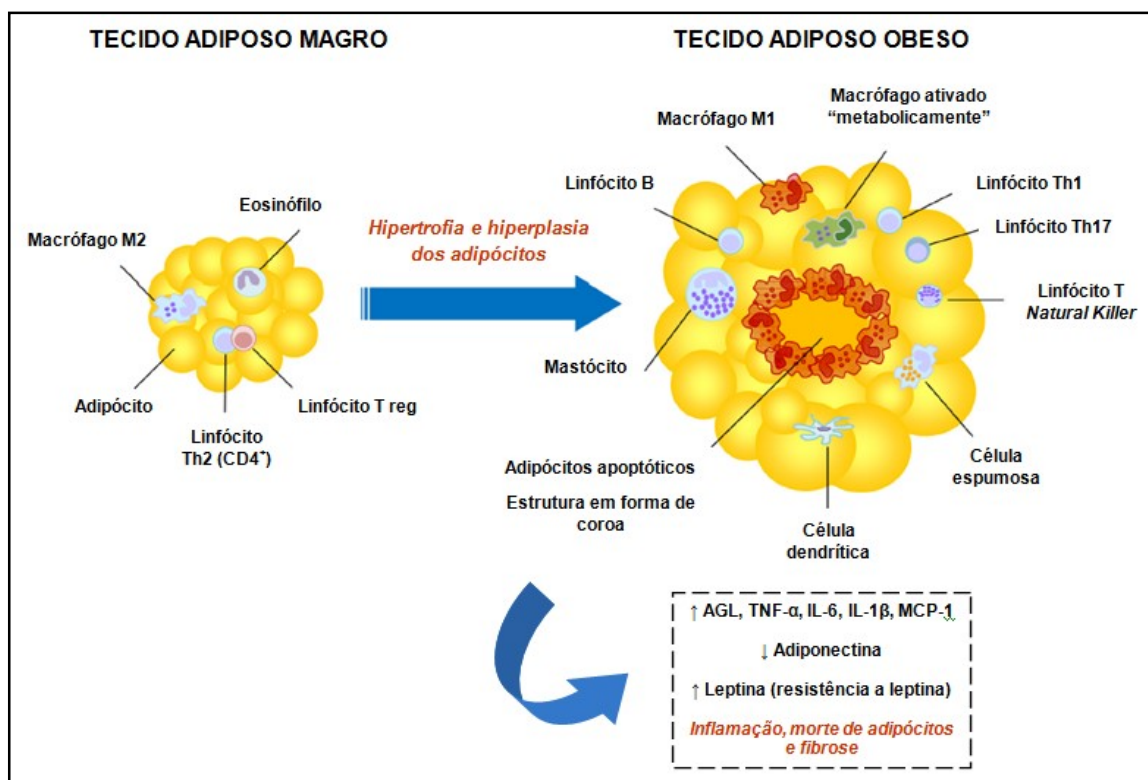 TECIDO ADIPOSO MAGRO
TECIDO ADIPOSO OBESO
Macrófago ativado
“metabolicamente”
Macrófago M1
Linfócito B
Linfócito Th1
Eosinófilo
Hipertrofia e hiperplasia
dos adipócitos
Linfócito Th17
Macrófago M2
Linfócito T
Natural Killer
Mastócito
Adipócito
Linfócito T reg
Linfócito
Th2 (CD4⁺)
Adipócitos apoptóticos
Estrutura em forma de
coroa
Célula
espumosa
Célula
dendrítica
↑ AGL, TNF-α, IL-6, IL-1β, MCP-1
↓ Adiponectina
↑ Leptina (resistência a leptina)
Inflamação, morte de adipócitos
e fibrose